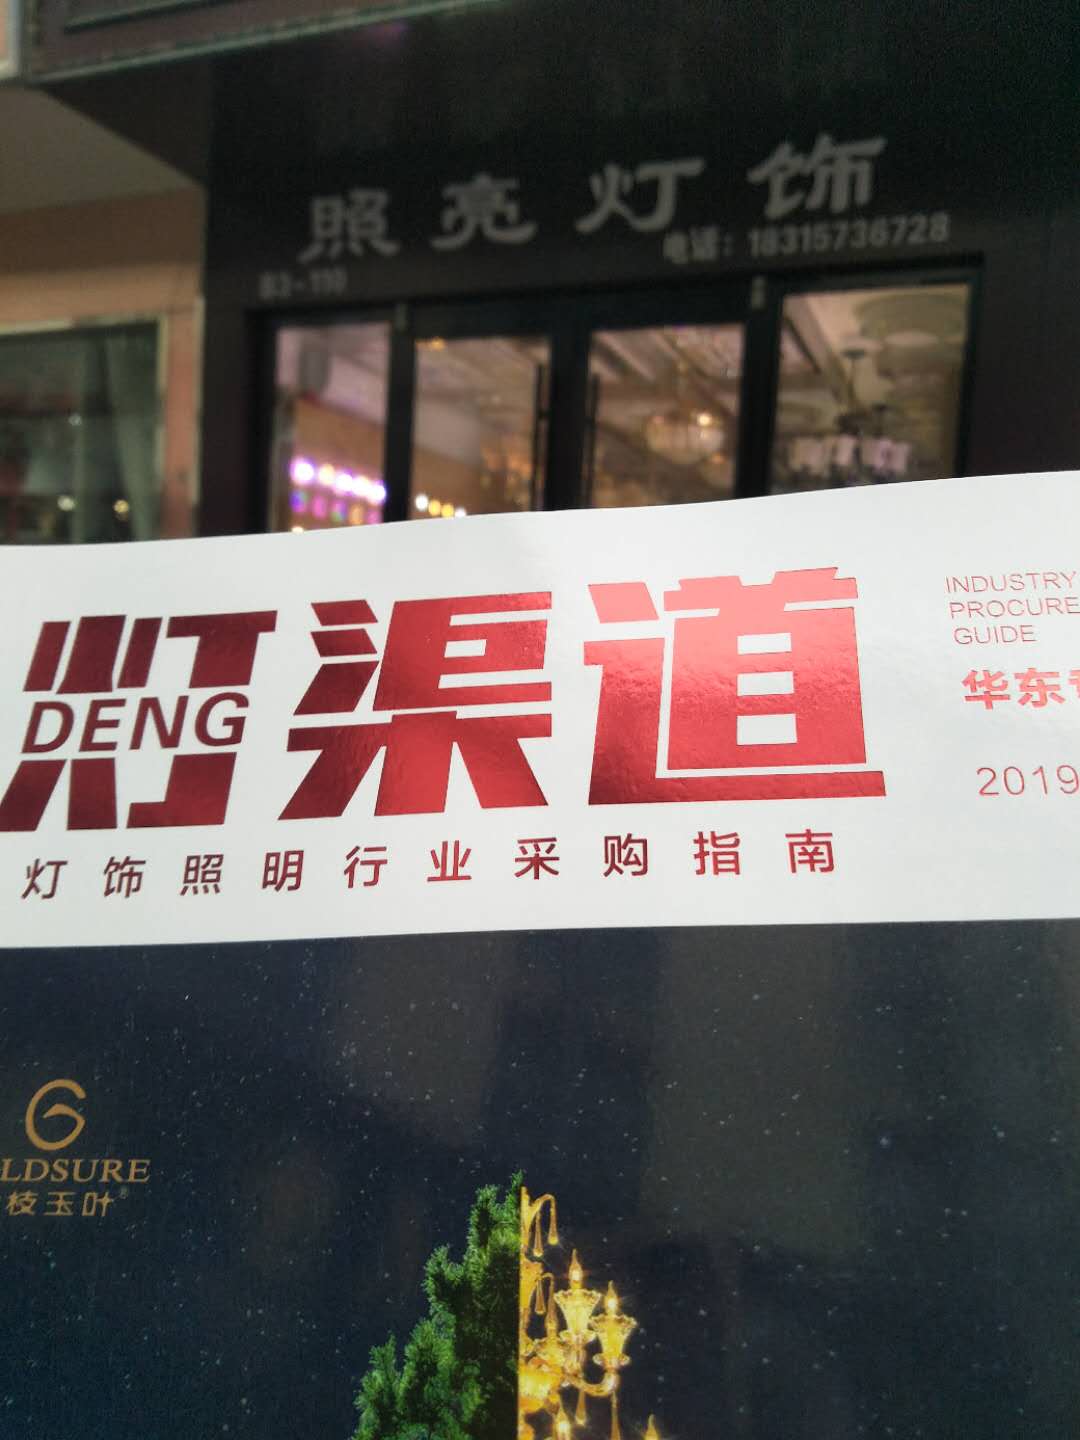 照亮灯饰
电话：18315736728
B3-110
灯渠道
DENG
INDUSTRY
PROCURE
GUIDE
华东
2019
灯饰照明行业采购指南
LDSURE
枝玉叶®